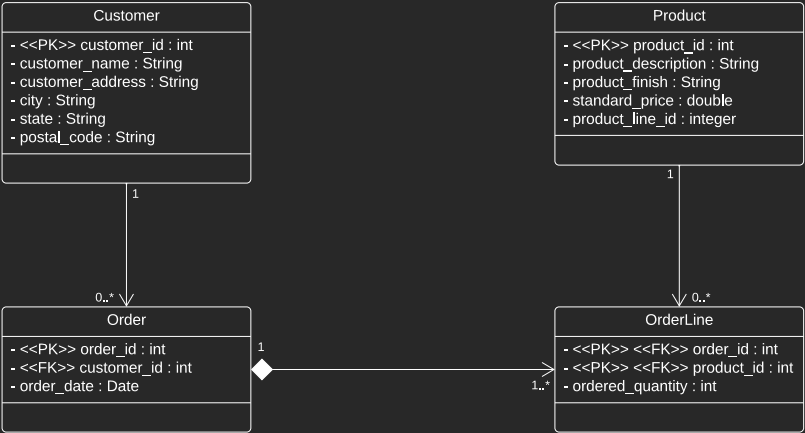 Customer
- <<PK>> customer_id : int
- customer_name : String
- customer_address : String
- city : String
- state : String
- postal_code : String
1
0..*
Product
- <<PK>> product_id : int
- product_description : String
- product_finish : String
- standard_price : double
- product_line_id : integer
1
0..*
Order
- <<PK>> order_id : int
- <<FK>> customer_id : int
- order_date : Date
1
1..*
OrderLine
- <<PK>> <<FK>> order_id : int
- <<PK>> <<FK>> product_id : int
- ordered_quantity : int